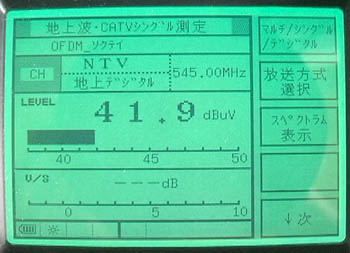 地上波・CATVシングル測定
OFDM_ソクテイ
CH
NTV
地上デジタル
545.00MHz
LEVEL
41.9 dBuV
40 45 50
V/S
---dB
0 5 10
マルチ/シングル
/デジタル
放送方式
選択
スペクトラム
表示
↓次